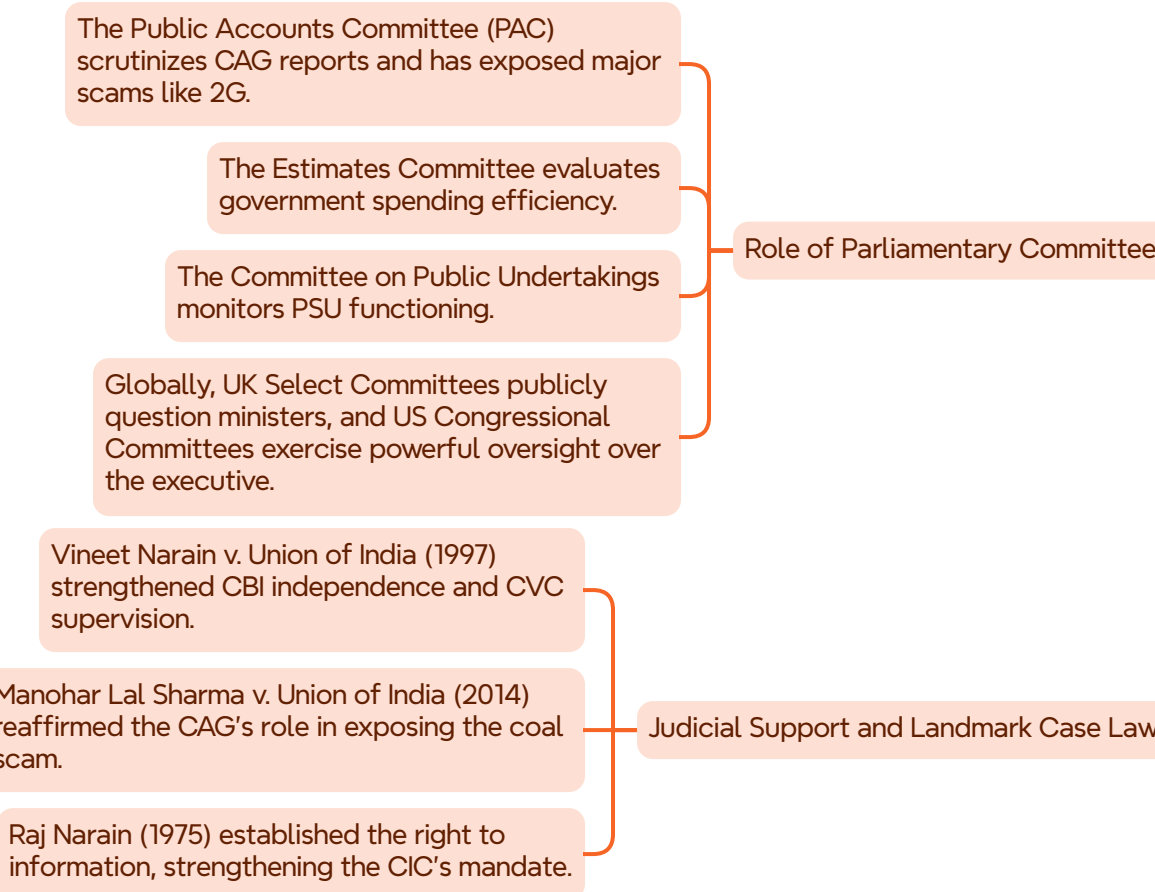 The Public Accounts Committee (PAC)
scrutinizes CAG reports and has exposed major
scams like 2G.
The Estimates Committee evaluates
government spending efficiency.
The Committee on Public Undertakings
monitors PSU functioning.
Globally, UK Select Committees publicly
question ministers, and US Congressional
Committees exercise powerful oversight over
the executive.
Role of Parliamentary Committee
Vineet Narain v. Union of India (1997)
strengthened CBI independence and CVC
supervision.
Manohar Lal Sharma v. Union of India (2014)
reaffirmed the CAG's role in exposing the coal
scam.
Raj Narain (1975) established the right to
information, strengthening the CIC's mandate.
Judicial Support and Landmark Case Law